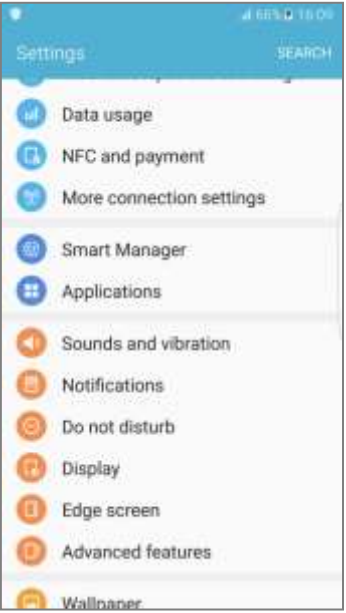 66% 16:09
Settings SEARCH
Data usage
NFC and payment
More connection settings
Smart Manager
Applications
Sounds and vibration
Notifications
Do not disturb
Display
Edge screen
Advanced features
Wallpaper